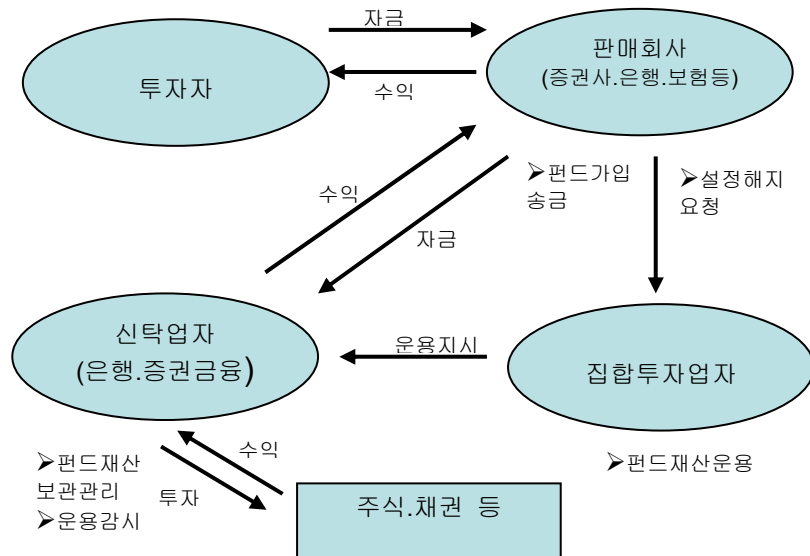 자금
투자자
판매회사
(증권사.은행.보험등)
수익
수익
자금
➤펀드가입
송금
➤설정해지
요청
신탁업자
(은행.증권금융)
운용지시
집합투자업자
➤펀드재산
보관관리
➤운용감시
수익
투자
➤펀드재산운용
주식.채권 등